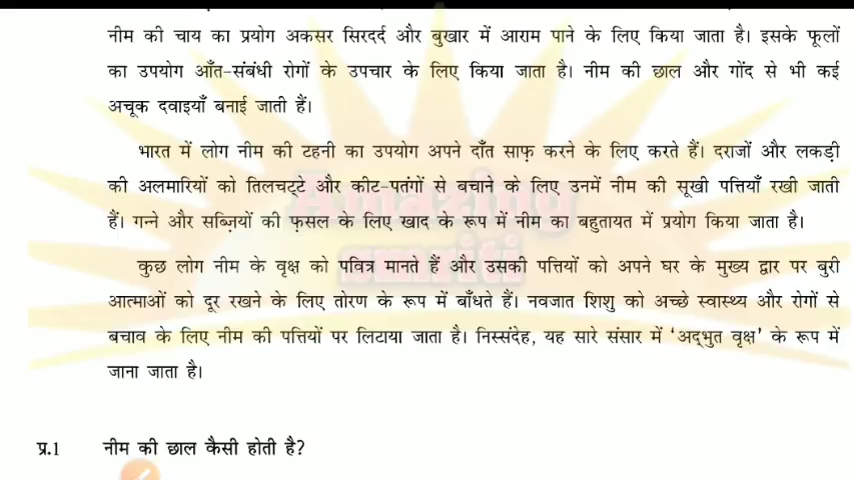 नीम की चाय का प्रयोग अकसर सिरदर्द और बुखार में आराम पाने के लिए किया जाता है। इसके फूलों
का उपयोग आँत-संबंधी रोगों के उपचार के लिए किया जाता है। नीम की छाल और गोंद से भी कई
अचूक दवाइयाँ बनाई जाती हैं।
भारत में लोग नीम की टहनी का उपयोग अपने दाँत साफ़ करने के लिए करते हैं। दराजों और लकड़ी
की अलमारियों को तिलचट्टे और कीट-पतंगों से बचाने के लिए उनमें नीम की सूखी पत्तियाँ रखी जाती
हैं। गन्ने और सब्ज़ियों की फ़सल के लिए खाद के रूप में नीम का बहुतायत में प्रयोग किया जाता है।
कुछ लोग नीम के वृक्ष को पवित्र मानते हैं और उसकी पत्तियों को अपने घर के मुख्य द्वार पर बुरी
आत्माओं को दूर रखने के लिए तोरण के रूप में बाँधते हैं। नवजात शिशु को अच्छे स्वास्थ्य और रोगों से
बचाव के लिए नीम की पत्तियों पर लिटाया जाता है। निस्संदेह, यह सारे संसार में ‘अद्भुत वृक्ष’ के रूप में
जाना जाता है।
Amazing
smriti
प्र.1 नीम की छाल कैसी होती है?